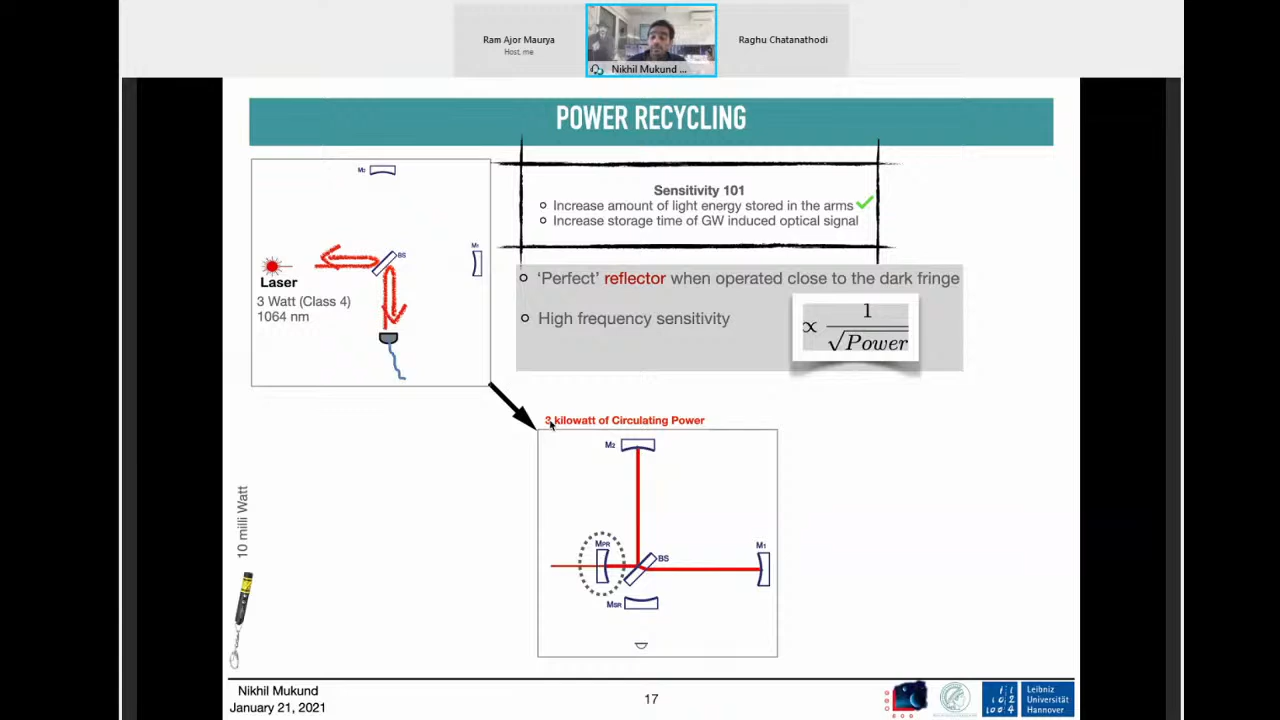 Ram Ajor Maurya
Host, me
Nikhil Mukund ...
Raghu Chatanathodi
POWER RECYCLING
M2
M1
BS
Laser
3 Watt (Class 4)
1064 nm
Sensitivity 101
Increase amount of light energy stored in the arms
Increase storage time of GW induced optical signal
'Perfect' reflector when operated close to the dark fringe
High frequency sensitivity
∝ 1/√Power
3 kilowatt of Circulating Power
M2
MPR
BS
M1
MSR
10 milli Watt
Nikhil Mukund
January 21, 2021
17
Leibniz
Universität
Hannover